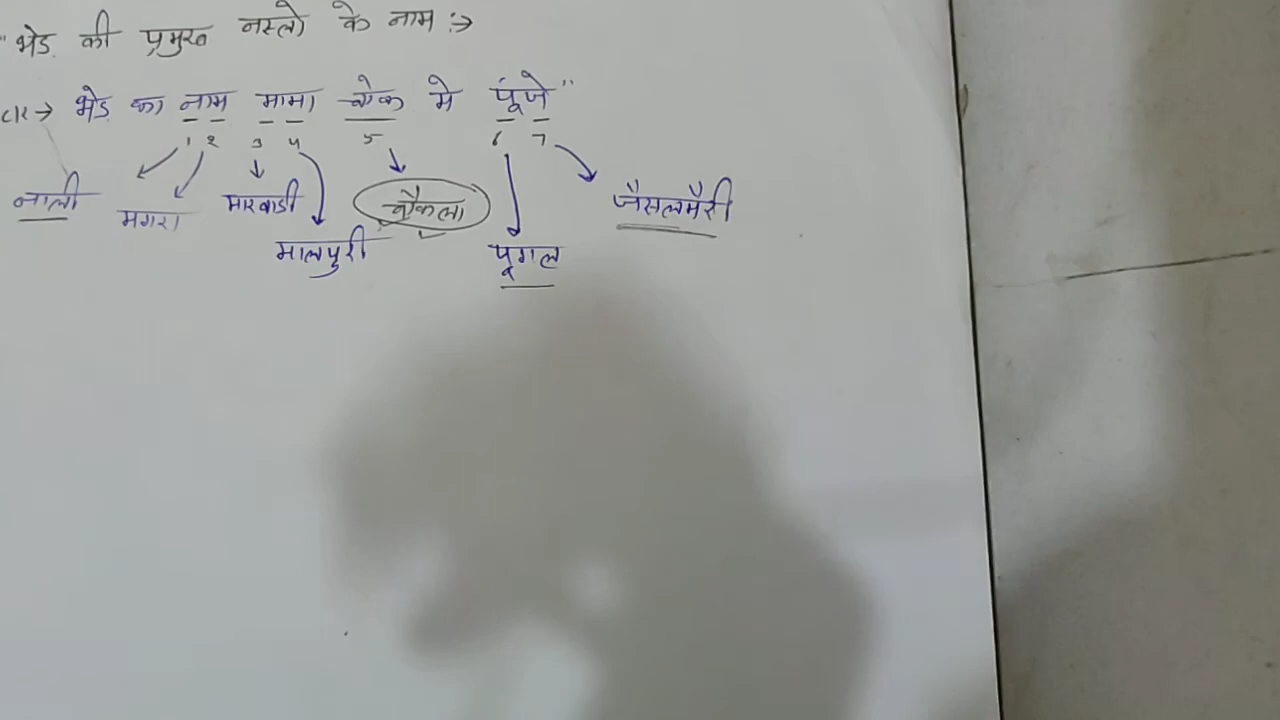 "भेड़ की प्रमुख नस्लो के नाम :→
भेड़ का नाम मामा चोक मे पूंजे"
1 2 3 4 5 6 7
नाली मगरा मारवाडी चौकला जैसलमैरी
मालपुरी पूगल